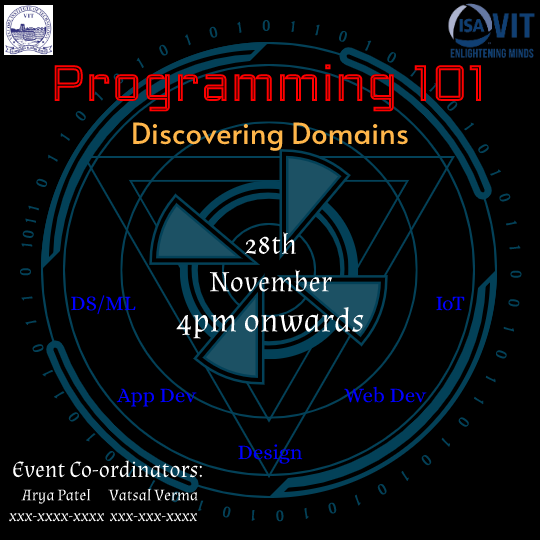 VIT
ISA VIT
ENLIGHTENING MINDS
Programming 101
Discovering Domains
28th
November
4pm onwards
DS/ML
IoT
App Dev
Web Dev
Design
Event Co-ordinators:
Arya Patel Vatsal Verma
xxx-xxxx-xxxx xxx-xxx-xxxx